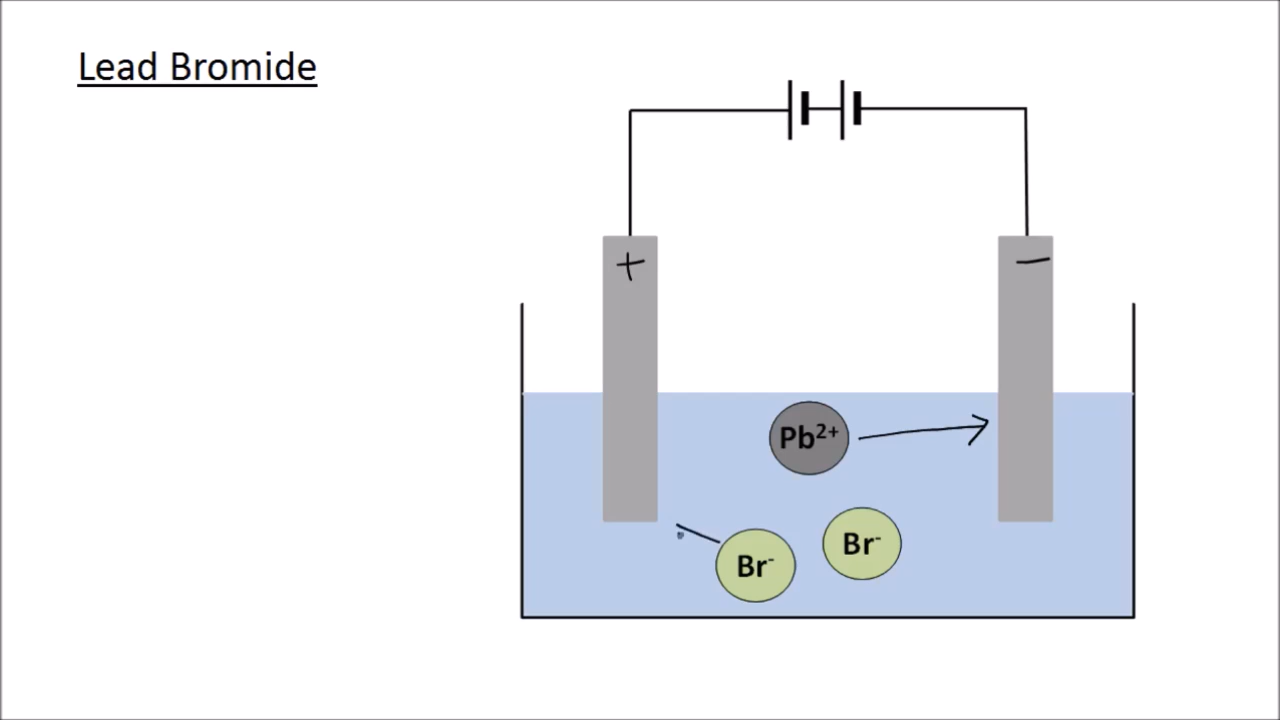 Lead Bromide
+
−
Pb²⁺
Br⁻
Br⁻